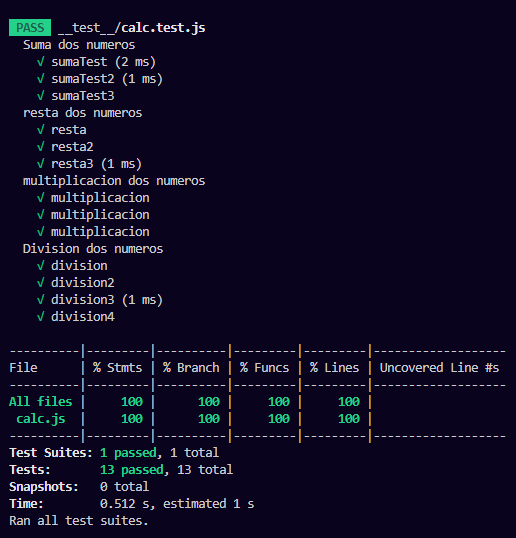 PASS __test__/calc.test.js
Suma dos numeros
√ sumaTest (2 ms)
√ sumaTest2 (1 ms)
√ sumaTest3
resta dos numeros
√ resta
√ resta2
√ resta3 (1 ms)
multiplicacion dos numeros
√ multiplicacion
√ multiplicacion
√ multiplicacion
Division dos numeros
√ division
√ division2
√ division3 (1 ms)
√ division4
----------|---------|----------|---------|---------|-------------------
File      | % Stmts | % Branch | % Funcs | % Lines | Uncovered Line #s
----------|---------|----------|---------|---------|-------------------
All files |     100 |      100 |     100 |     100 |
 calc.js  |     100 |      100 |     100 |     100 |
----------|---------|----------|---------|---------|-------------------
Test Suites: 1 passed, 1 total
Tests:       13 passed, 13 total
Snapshots:   0 total
Time:        0.512 s, estimated 1 s
Ran all test suites.